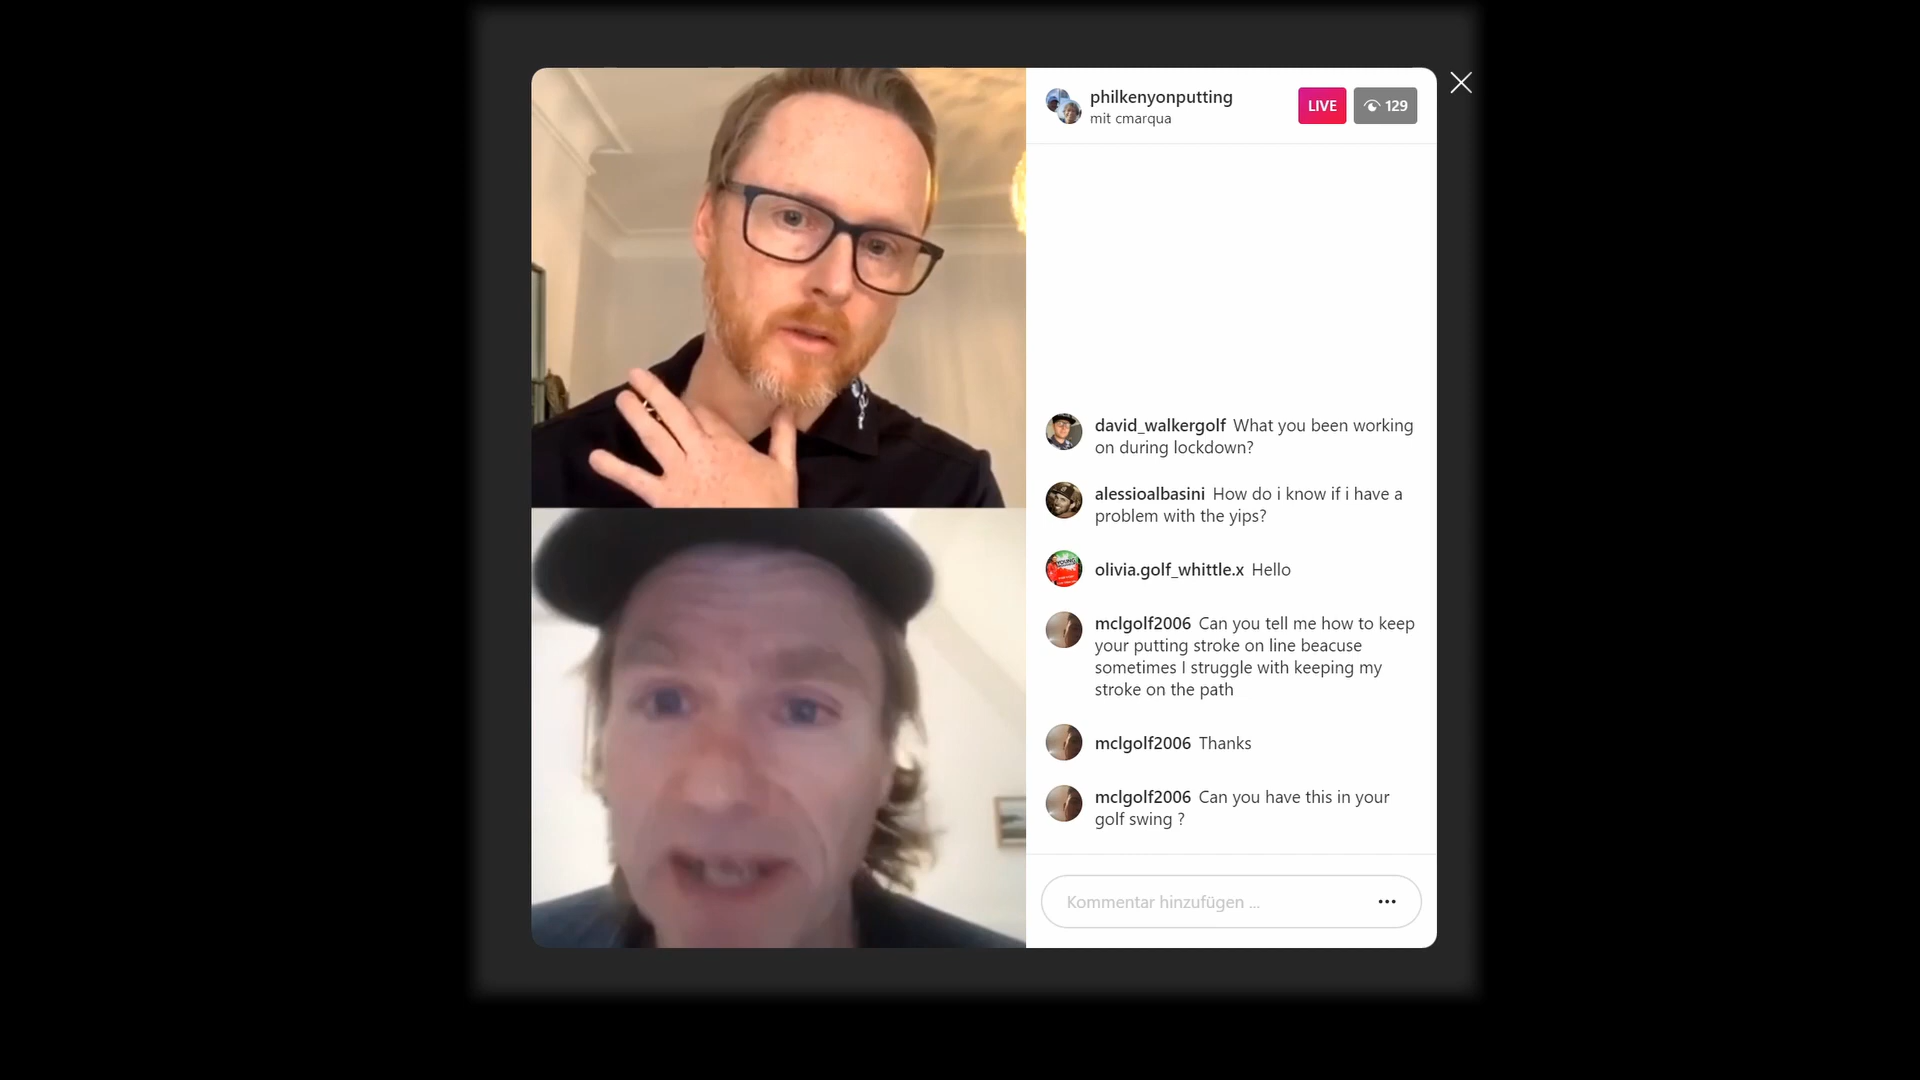 philkenyonputting
mit cmarqua
LIVE
129
david_walkergolf What you been working
on during lockdown?
alessioalbasini How do i know if i have a
problem with the yips?
olivia.golf_whittle.x Hello
mclgolf2006 Can you tell me how to keep
your putting stroke on line beacuse
sometimes I struggle with keeping my
stroke on the path
mclgolf2006 Thanks
mclgolf2006 Can you have this in your
golf swing ?
Kommentar hinzufügen ...